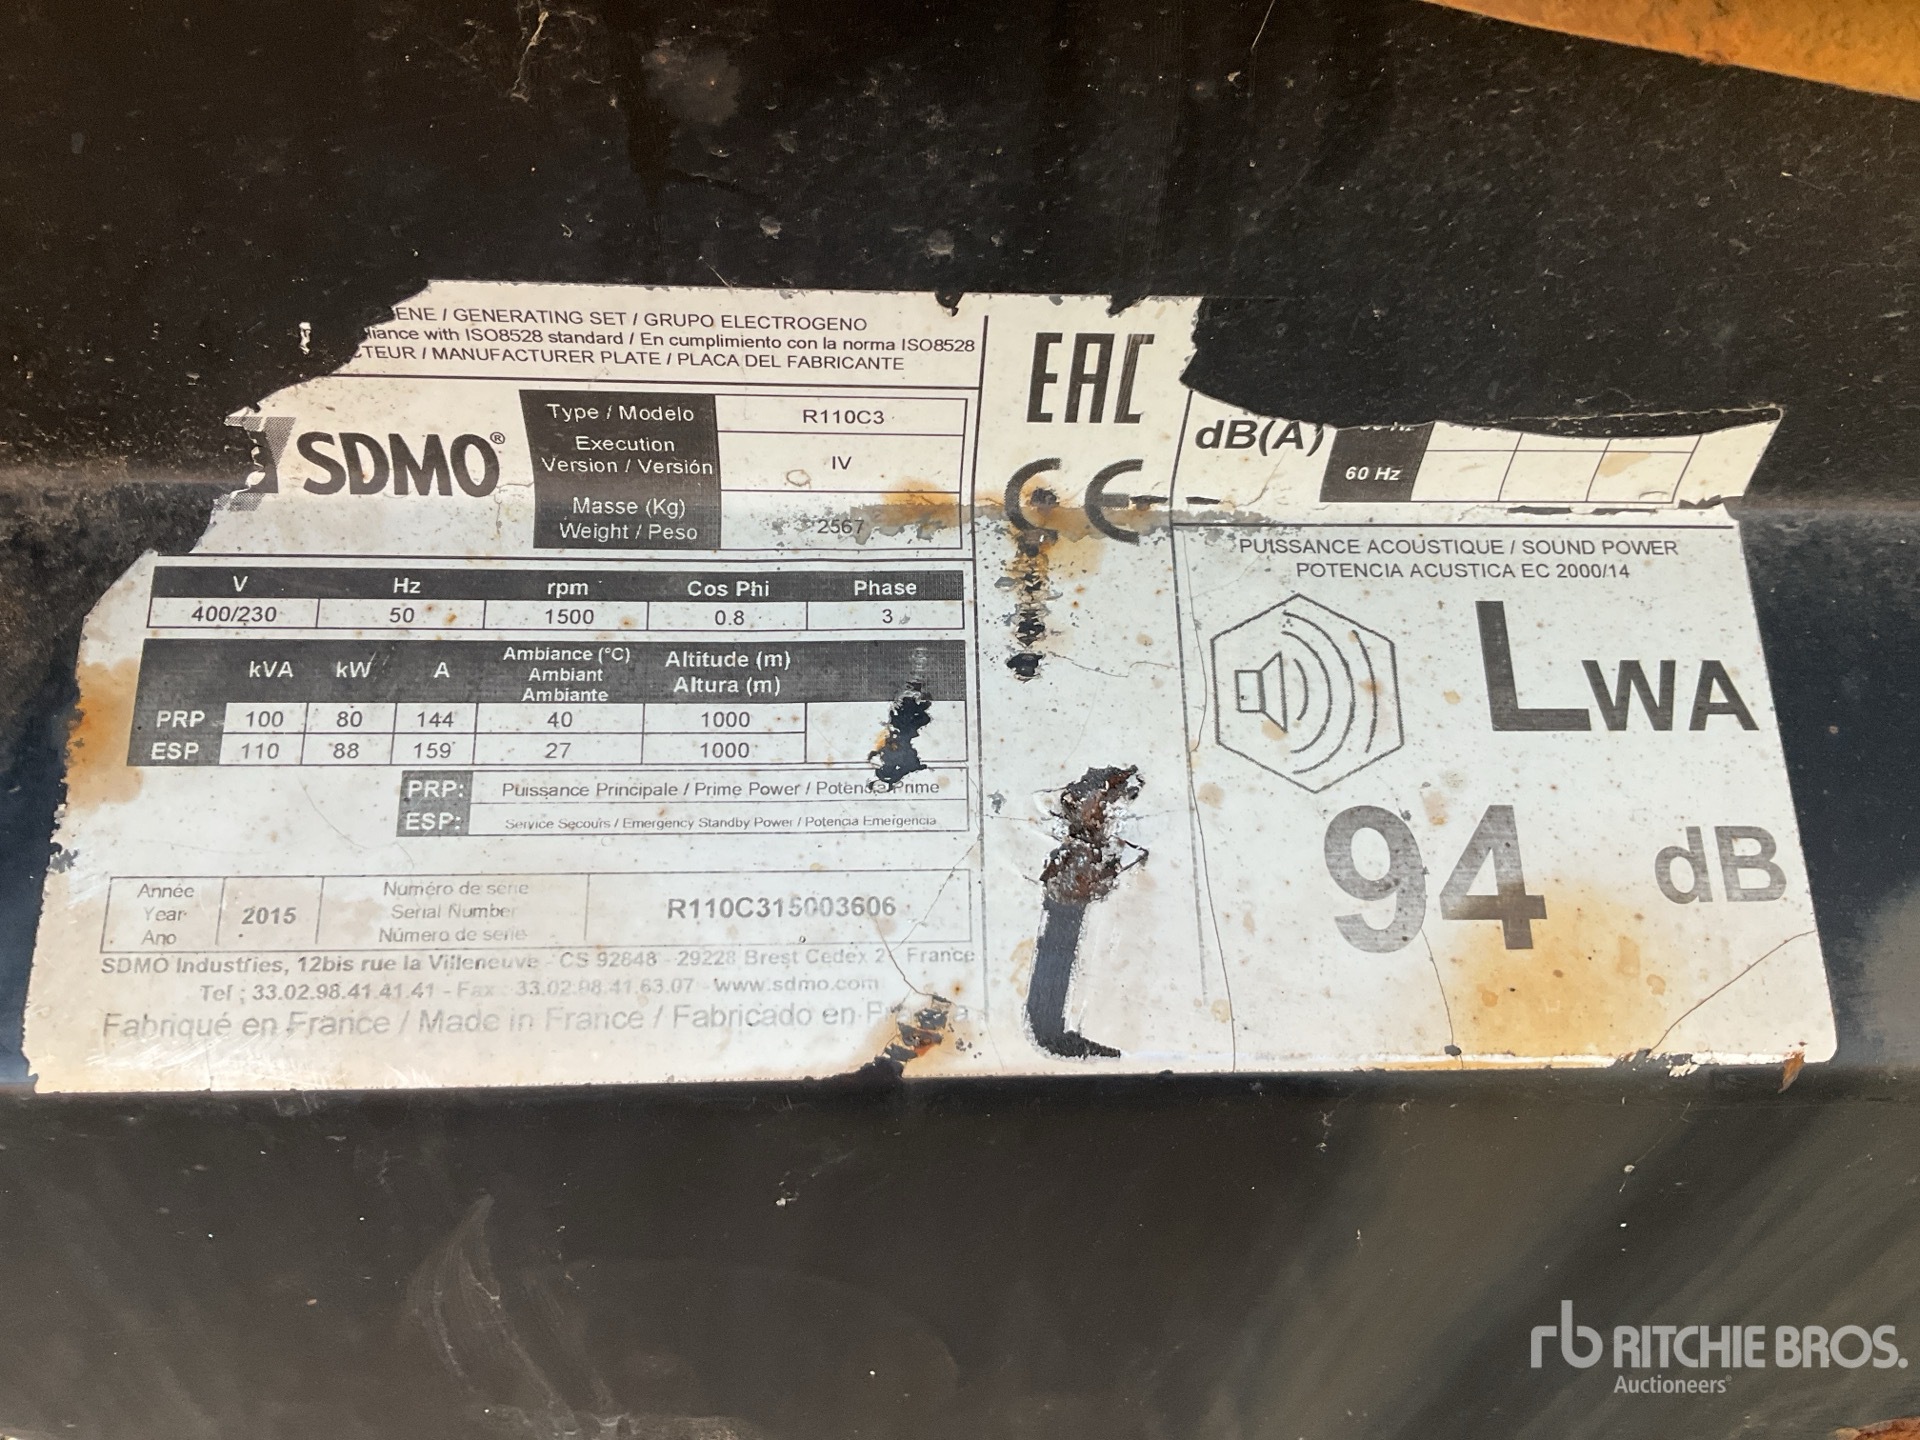 ENE / GENERATING SET / GRUPO ELECTROGENO
liance with ISO8528 standard / En cumplimiento con la norma ISO8528
CTEUR / MANUFACTURER PLATE / PLACA DEL FABRICANTE
SDMO®
Type / Modelo R110C3
Execution
Version / Versión IV
Masse (Kg)
Weight / Peso 2567
V Hz rpm Cos Phi Phase
400/230 50 1500 0.8 3
kVA kW A Ambiance (°C) Ambiant Ambiante Altitude (m) Altura (m)
PRP 100 80 144 40 1000
ESP 110 88 159 27 1000
PRP: Puissance Principale / Prime Power / Potencia Prime
ESP: Service Secours / Emergency Standby Power / Potencia Emergencia
Année
Year
Ano
2015
Numéro de série
Serial Number
Número de serie
R110C315003606
SDMO Industries, 12bis rue la Villeneuve - CS 92848 - 29228 Brest Cedex 2 France
Tel : 33.02.98.41.41.41 - Fax : 33.02.98.41.63.07 - www.sdmo.com
Fabriqué en France / Made in France / Fabricado en
EAC
CE
dB(A)
60 Hz
PUISSANCE ACOUSTIQUE / SOUND POWER
POTENCIA ACUSTICA EC 2000/14
LWA
94 dB
rb RITCHIE BROS.
Auctioneers